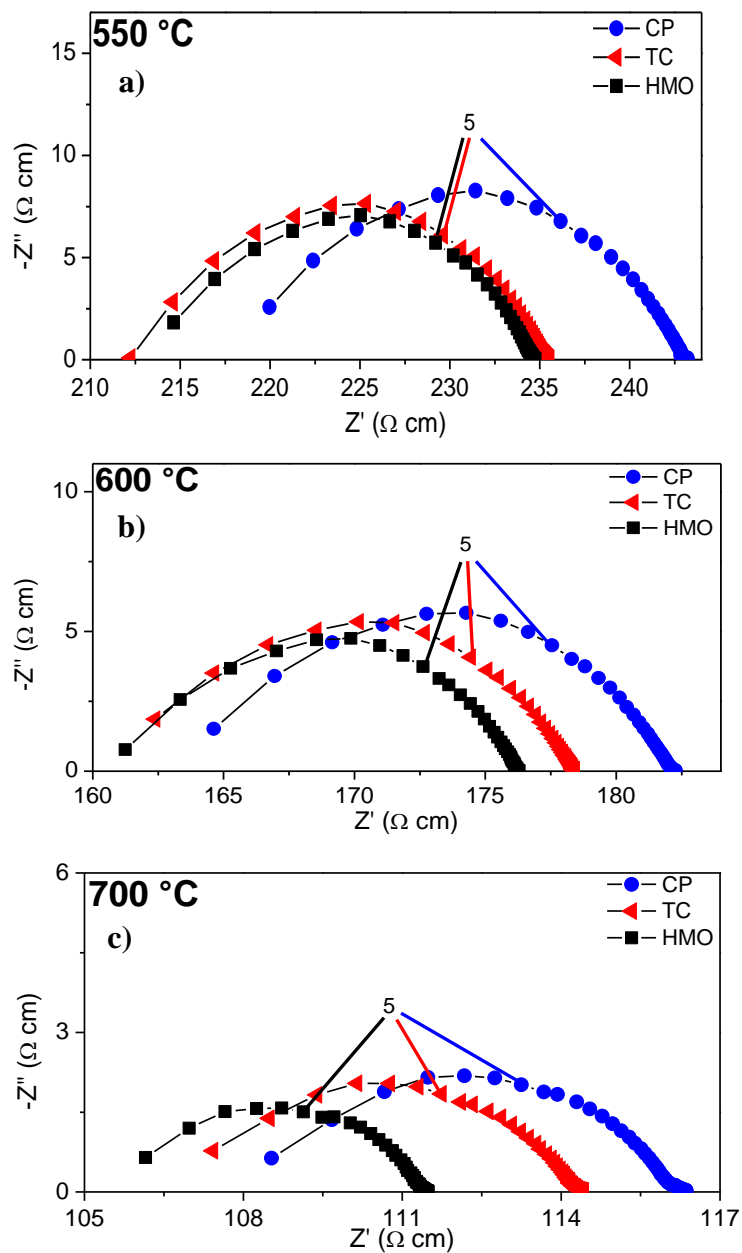 550 °C
a)
CP
TC
HMO
5
15
10
5
0
-Z'' (Ω cm)
210 215 220 225 230 235 240
Z' (Ω cm)
600 °C
b)
CP
TC
HMO
5
10
5
0
-Z'' (Ω cm)
160 165 170 175 180
Z' (Ω cm)
700 °C
c)
CP
TC
HMO
5
6
3
0
-Z'' (Ω cm)
105 108 111 114 117
Z' (Ω cm)